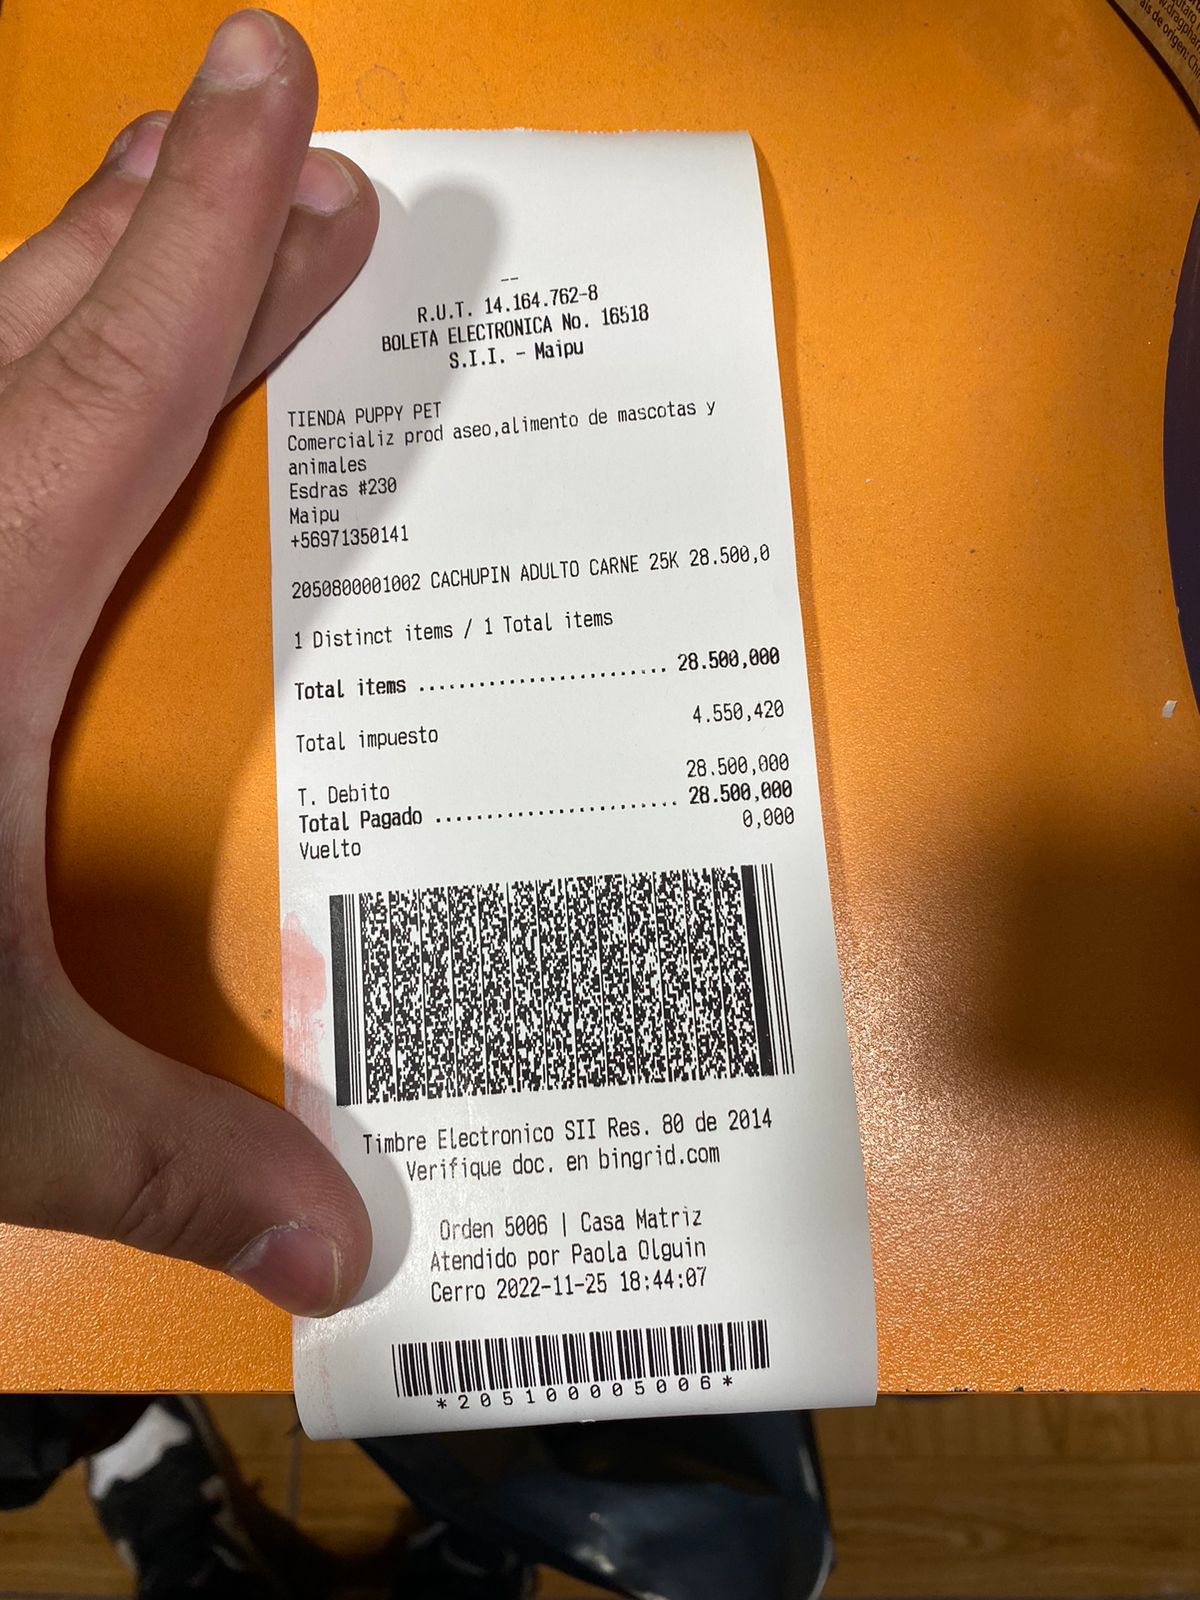 --
R.U.T. 14.164.762-8
BOLETA ELECTRONICA No. 16518
S.I.I. - Maipu
TIENDA PUPPY PET
Comercializ prod aseo,alimento de mascotas y
animales
Esdras #230
Maipu
+56971350141
2050800001002 CACHUPIN ADULTO CARNE 25K 28.500,0
1 Distinct items / 1 Total items
Total items ......................... 28.500,000
Total impuesto 4.550,420
T. Debito 28.500,000
Total Pagado ......................... 28.500,000
Vuelto 0,000
Timbre Electronico SII Res. 80 de 2014
Verifique doc. en bingrid.com
Orden 5006 | Casa Matriz
Atendido por Paola Olguin
Cerro 2022-11-25 18:44:07
*205100005006*